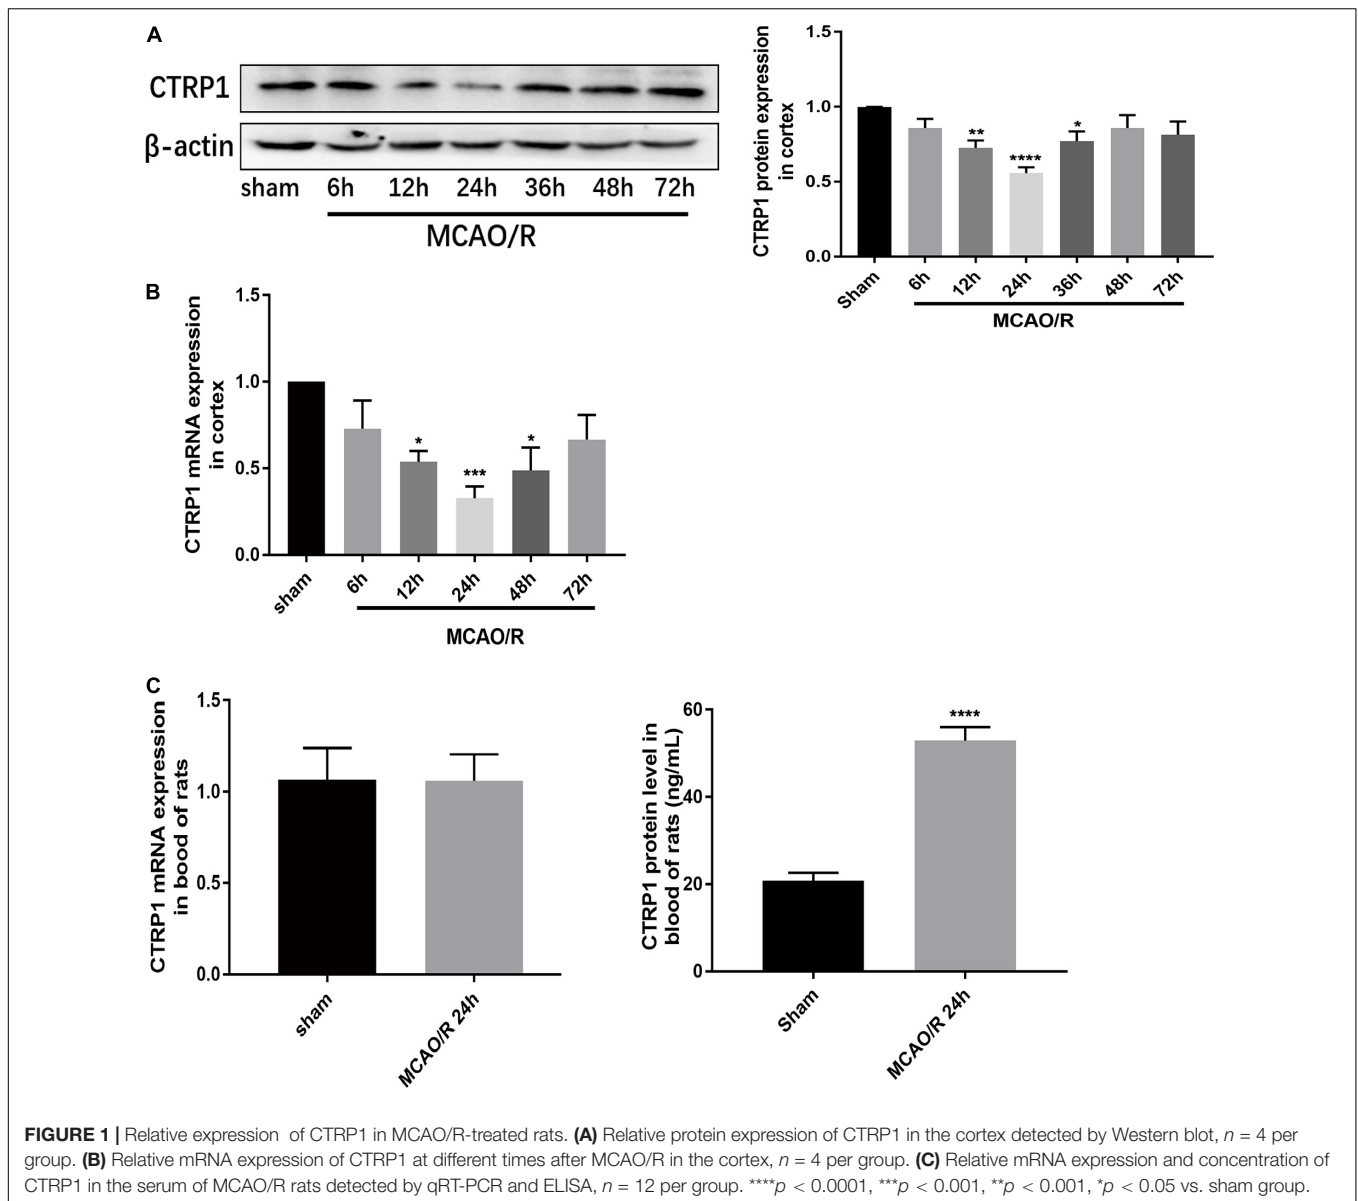 A
CTRP1
β-actin
sham 6h 12h 24h 36h 48h 72h
MCAO/R
CTRP1 protein expression
in cortex
1.5
1.0
0.5
0.0
**
****
*
Sham 6h 12h 24h 36h 48h 72h
MCAO/R
B
CTRP1 mRNA expression
in cortex
1.5
1.0
0.5
0.0
*
***
*
sham 6h 12h 24h 48h 72h
MCAO/R
C
CTRP1 mRNA expression
in bood of rats
1.5
1.0
0.5
0.0
sham MCAO/R 24h
CTRP1 protein level in
blood of rats (ng/mL)
60
40
20
0
****
Sham MCAO/R 24h
FIGURE 1 | Relative expression of CTRP1 in MCAO/R-treated rats. (A) Relative protein expression of CTRP1 in the cortex detected by Western blot, n = 4 per
group. (B) Relative mRNA expression of CTRP1 at different times after MCAO/R in the cortex, n = 4 per group. (C) Relative mRNA expression and concentration of
CTRP1 in the serum of MCAO/R rats detected by qRT-PCR and ELISA, n = 12 per group. ****p < 0.0001, ***p < 0.001, **p < 0.001, *p < 0.05 vs. sham group.